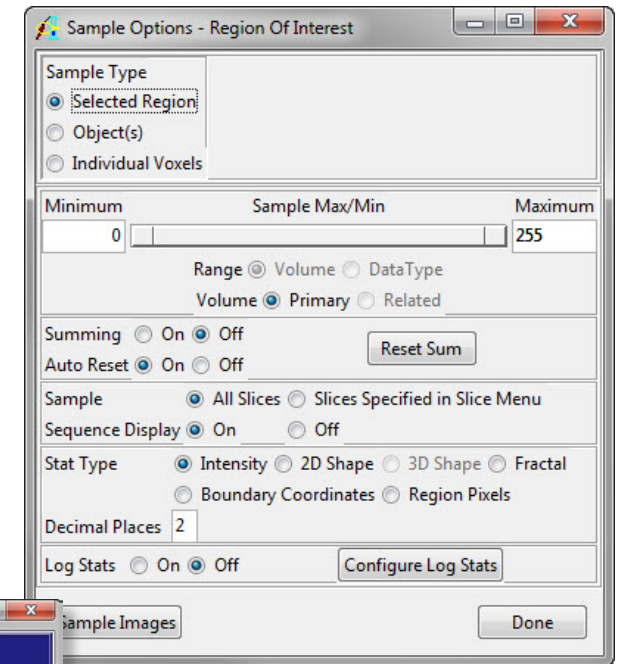 Sample Options - Region Of Interest
Sample Type
Selected Region
Object(s)
Individual Voxels
Minimum Sample Max/Min Maximum
0 255
Range Volume DataType
Volume Primary Related
Summing On Off
Reset Sum
Auto Reset On Off
Sample All Slices Slices Specified in Slice Menu
Sequence Display On Off
Stat Type Intensity 2D Shape 3D Shape Fractal
Boundary Coordinates Region Pixels
Decimal Places 2
Log Stats On Off Configure Log Stats
Sample Images Done